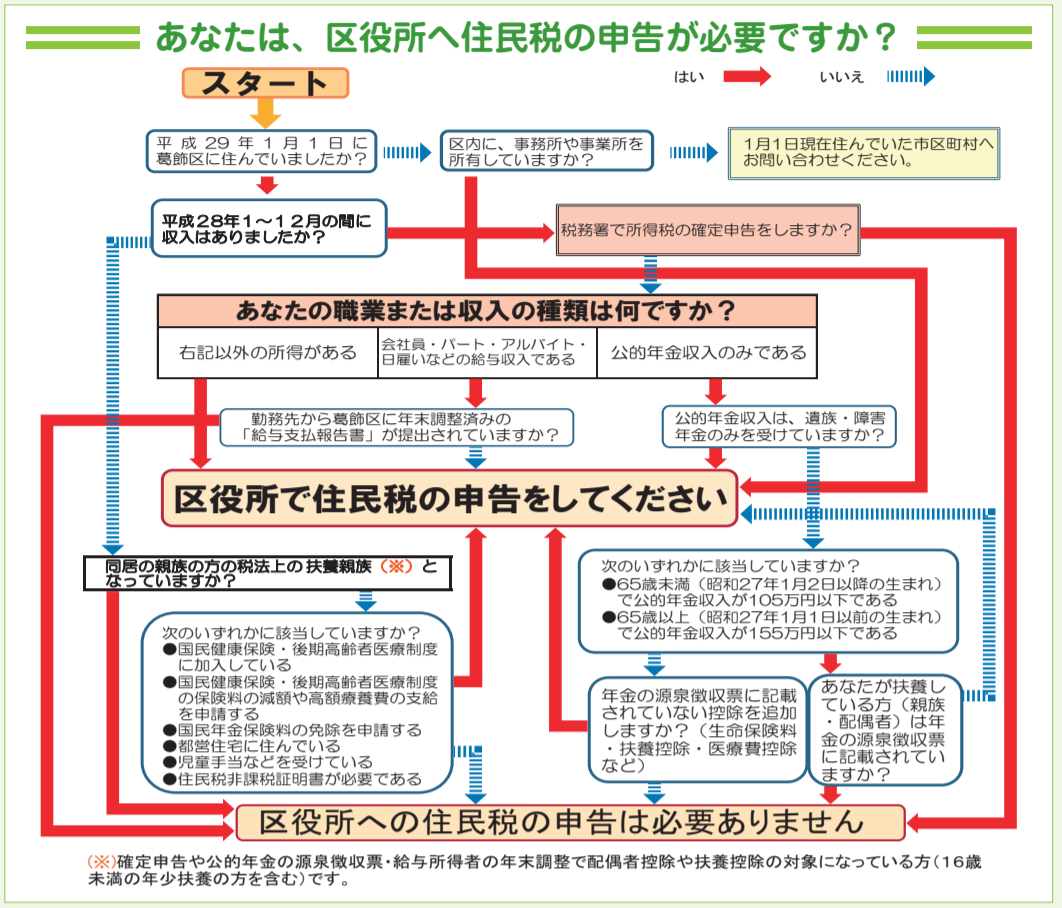 あなたは、区役所へ住民税の申告が必要ですか？
スタート
はい
いいえ
平成29年1月1日に
葛飾区に住んでいましたか？
区内に、事務所や事業所を
所有していますか？
1月1日現在住んでいた市区町村へ
お問い合わせください。
平成28年1～12月の間に
収入はありましたか？
税務署で所得税の確定申告をしますか？
あなたの職業または収入の種類は何ですか？
右記以外の所得がある
会社員・パート・アルバイト・
日雇いなどの給与収入である
公的年金収入のみである
勤務先から葛飾区に年末調整済みの
「給与支払報告書」が提出されていますか？
公的年金収入は、遺族・障害
年金のみを受けていますか？
区役所で住民税の申告をしてください
同居の親族の方の税法上の扶養親族（※）と
なっていますか？
次のいずれかに該当していますか？
●65歳未満（昭和27年1月2日以降の生まれ）
で公的年金収入が105万円以下である
●65歳以上（昭和27年1月1日以前の生まれ）
で公的年金収入が155万円以下である
次のいずれかに該当していますか？
●国民健康保険・後期高齢者医療制度
に加入している
●国民健康保険・後期高齢者医療制度
の保険料の減額や高額療養費の支給
を申請する
●国民年金保険料の免除を申請する
●都営住宅に住んでいる
●児童手当などを受けている
●住民税非課税証明書が必要である
年金の源泉徴収票に記載
されていない控除を追加
しますか？（生命保険料
・扶養控除・医療費控除
など）
あなたが扶養し
ている方（親族
・配偶者）は年
金の源泉徴収票
に記載されてい
ますか？
区役所への住民税の申告は必要ありません
（※）確定申告や公的年金の源泉徴収票・給与所得者の年末調整で配偶者控除や扶養控除の対象になっている方（16歳
未満の年少扶養の方を含む）です。